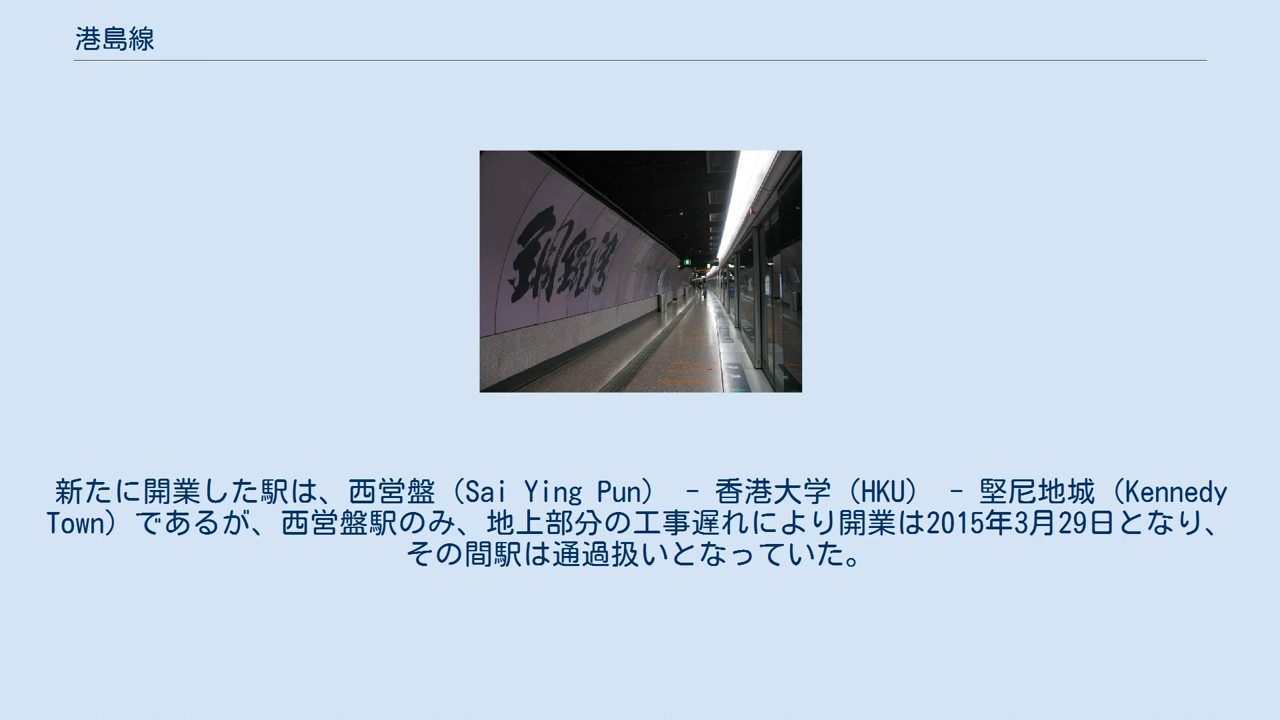 港島線
銅鑼灣
新たに開業した駅は、西営盤（Sai Ying Pun） - 香港大学（HKU） - 堅尼地城（Kennedy
Town）であるが、西営盤駅のみ、地上部分の工事遅れにより開業は2015年3月29日となり、
その間駅は通過扱いとなっていた。